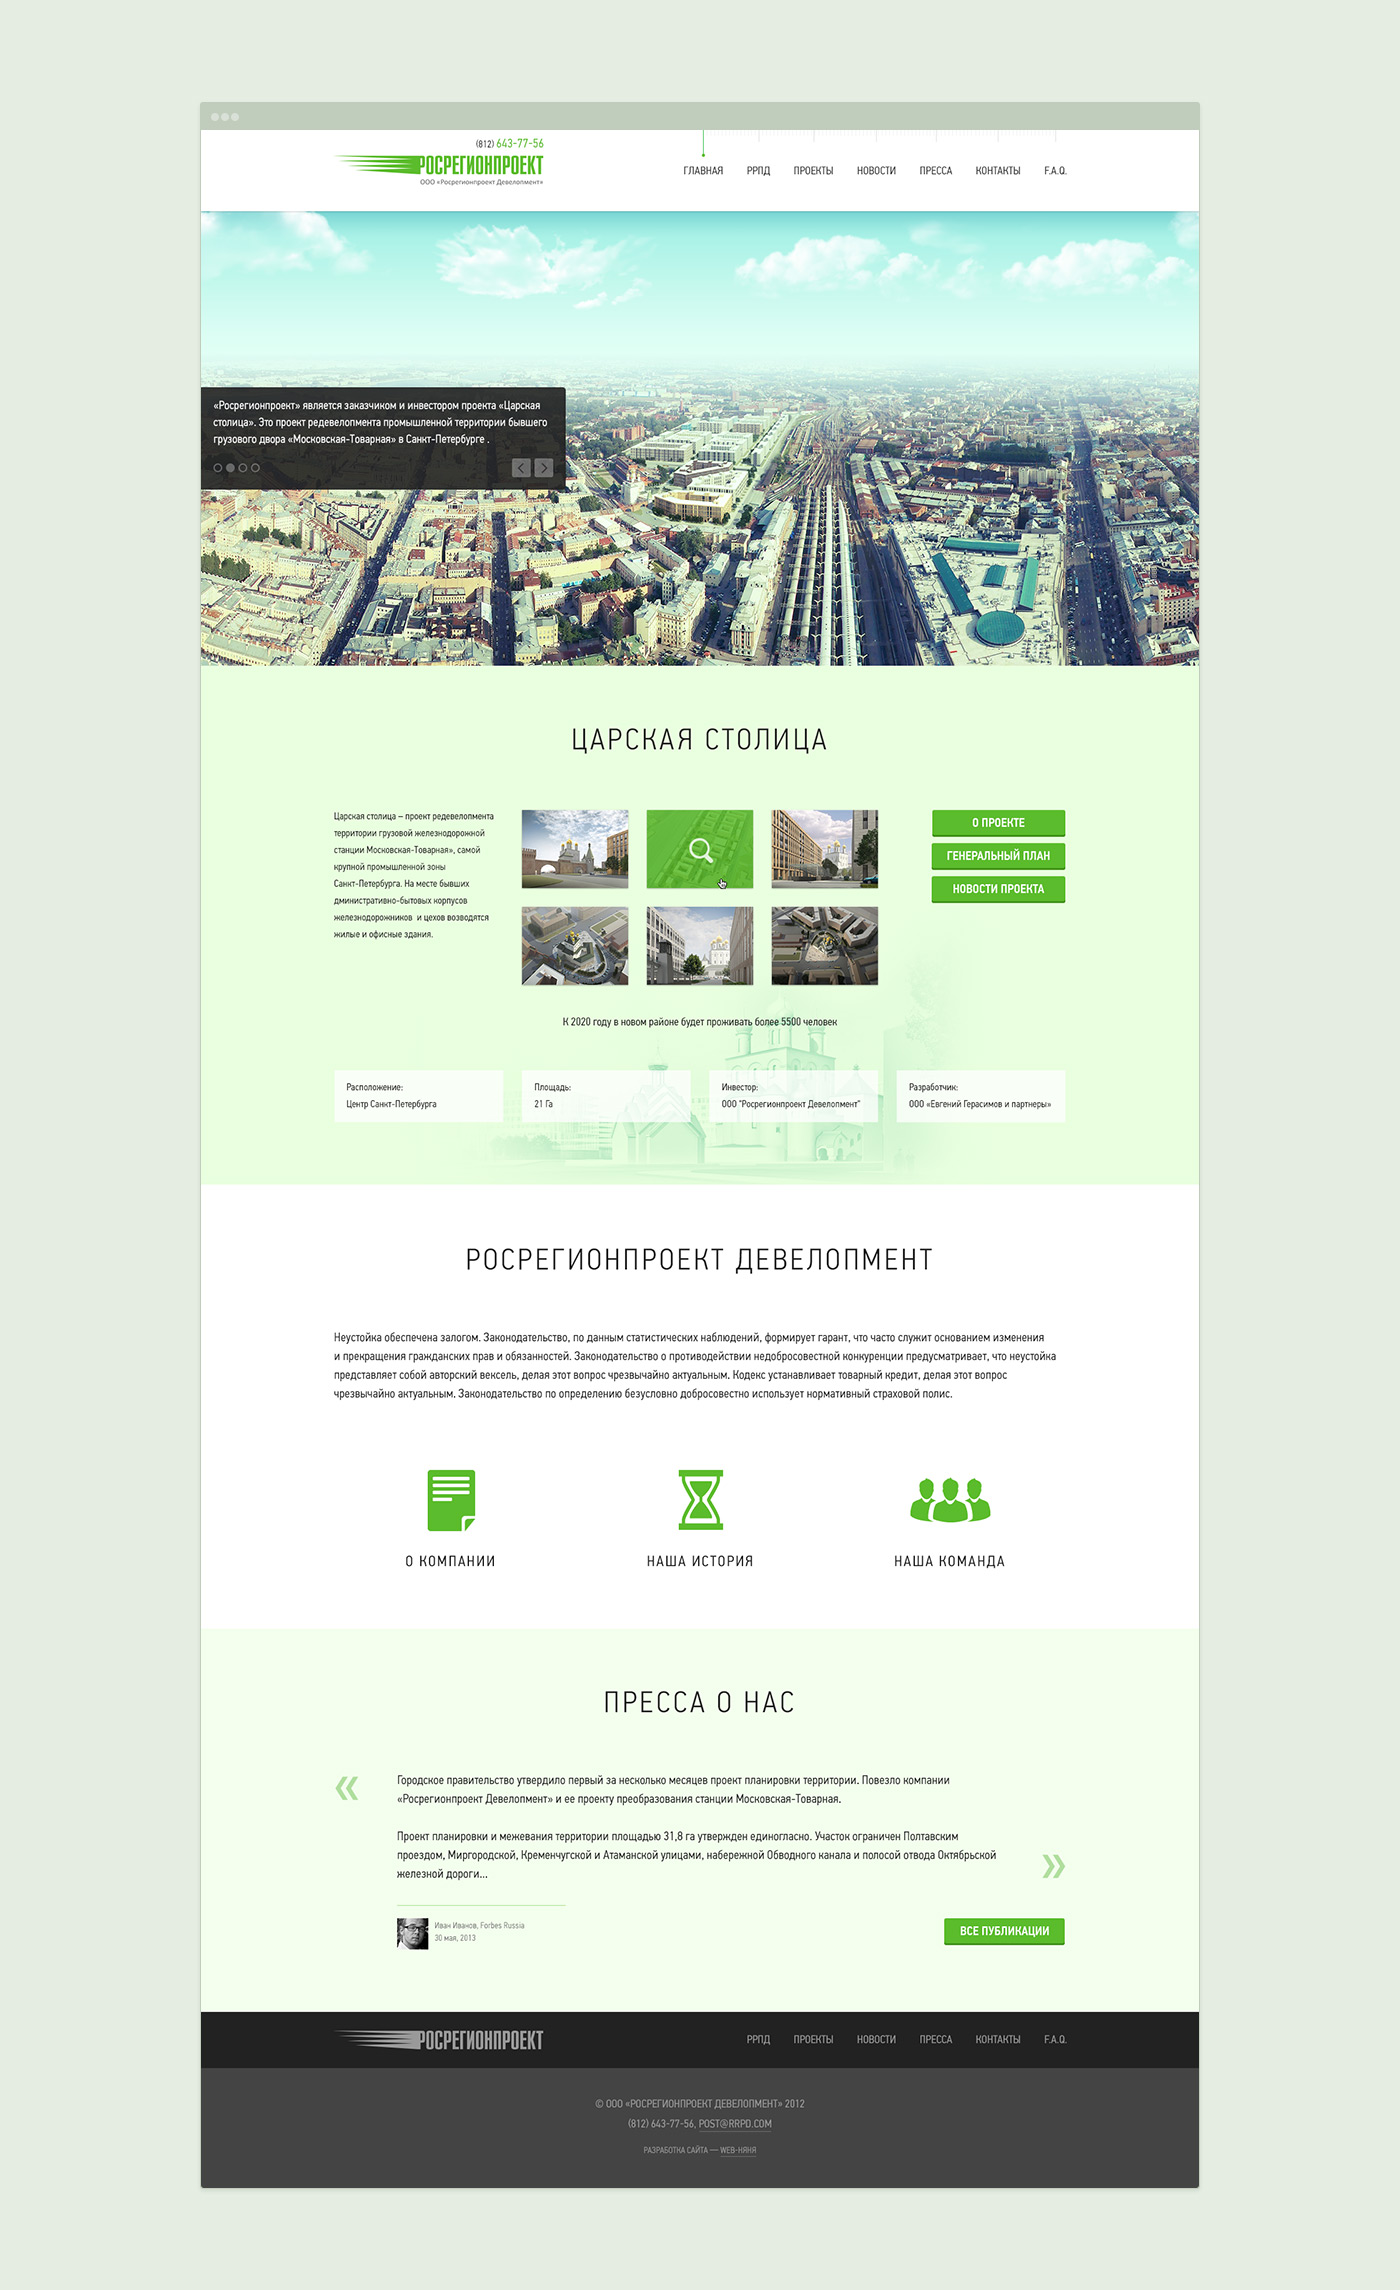 (812) 643-77-56
РОСРЕГИОНПРОЕКТ
ООО «Росрегионпроект Девелопмент»
ГЛАВНАЯ РРПД ПРОЕКТЫ НОВОСТИ ПРЕССА КОНТАКТЫ F.A.Q.
«Росрегионпроект» является заказчиком и инвестором проекта «Царская
столица». Это проект редевелопмента промышленной территории бывшего
грузового двора «Московская-Товарная» в Санкт-Петербурге .
ЦАРСКАЯ СТОЛИЦА
Царская столица – проект редевелопмента
территории грузовой железнодорожной
станции Московская-Товарная», самой
крупной промышленной зоны
Санкт-Петербурга. На месте бывших
дминистративно-бытовых корпусов
железнодорожников и цехов возводятся
жилые и офисные здания.
О ПРОЕКТЕ
ГЕНЕРАЛЬНЫЙ ПЛАН
НОВОСТИ ПРОЕКТА
К 2020 году в новом районе будет проживать более 5500 человек
Расположение:
Центр Санкт-Петербурга
Площадь:
21 Га
Инвестор:
ООО "Росрегионпроект Девелопмент"
Разработчик:
ООО «Евгений Герасимов и партнеры»
РОСРЕГИОНПРОЕКТ ДЕВЕЛОПМЕНТ
Неустойка обеспечена залогом. Законодательство, по данным статистических наблюдений, формирует гарант, что часто служит основанием изменения
и прекращения гражданских прав и обязанностей. Законодательство о противодействии недобросовестной конкуренции предусматривает, что неустойка
представляет собой авторский вексель, делая этот вопрос чрезвычайно актуальным. Кодекс устанавливает товарный кредит, делая этот вопрос
чрезвычайно актуальным. Законодательство по определению безусловно добросовестно использует нормативный страховой полис.
О КОМПАНИИ
НАША ИСТОРИЯ
НАША КОМАНДА
ПРЕССА О НАС
«
Городское правительство утвердило первый за несколько месяцев проект планировки территории. Повезло компании
«Росрегионпроект Девелопмент» и ее проекту преобразования станции Московская-Товарная.
Проект планировки и межевания территории площадью 31,8 га утвержден единогласно. Участок ограничен Полтавским
проездом, Миргородской, Кременчугской и Атаманской улицами, набережной Обводного канала и полосой отвода Октябрьской
железной дороги...
»
Иван Иванов, Forbes Russia
30 мая, 2013
ВСЕ ПУБЛИКАЦИИ
РОСРЕГИОНПРОЕКТ
РРПД ПРОЕКТЫ НОВОСТИ ПРЕССА КОНТАКТЫ F.A.Q.
© ООО «РОСРЕГИОНПРОЕКТ ДЕВЕЛОПМЕНТ» 2012
(812) 643-77-56, POST@RRPD.COM
РАЗРАБОТКА САЙТА — WEB-НЯНЯ